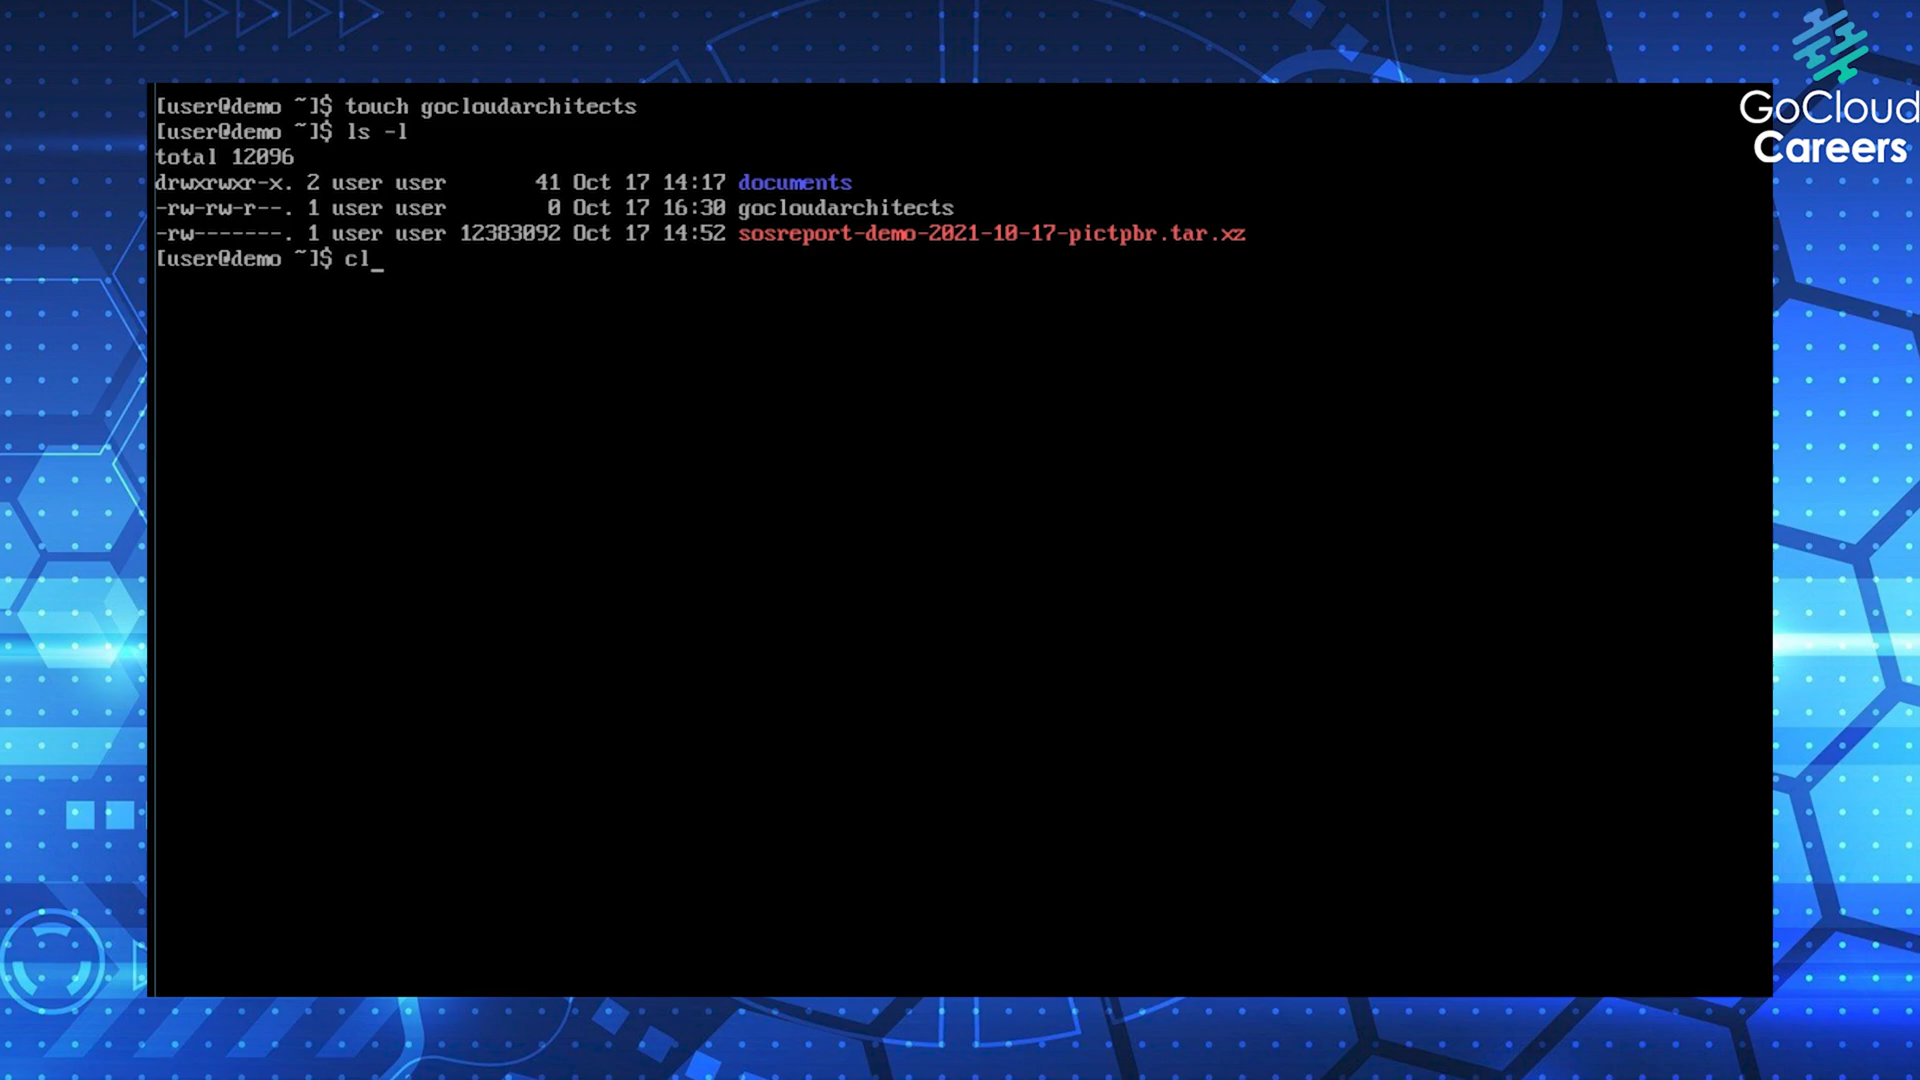 [user@demo ~]$ touch gocloudarchitects
[user@demo ~]$ ls -l
total 12096
drwxrwxr-x. 2 user user       41 Oct 17 14:17 documents
-rw-rw-r--. 1 user user        0 Oct 17 16:30 gocloudarchitects
-rw-------. 1 user user 12383092 Oct 17 14:52 sosreport-demo-2021-10-17-pictpbr.tar.xz
[user@demo ~]$ cl_
GoCloud
Careers